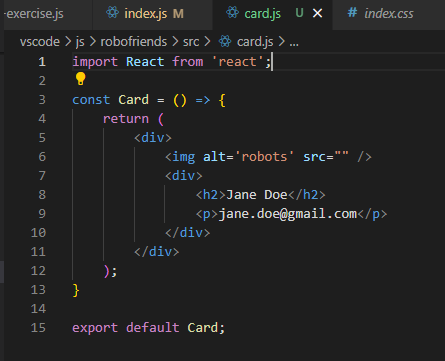 -exercise.js index.js M card.js U × # index.css
vscode > js > robofriends > src > card.js > ...
1 import React from 'react';
2
3 const Card = () => {
4 return (
5 <div>
6 <img alt='robots' src="" />
7 <div>
8 <h2>Jane Doe</h2>
9 <p>jane.doe@gmail.com</p>
10 </div>
11 </div>
12 );
13 }
14
15 export default Card;